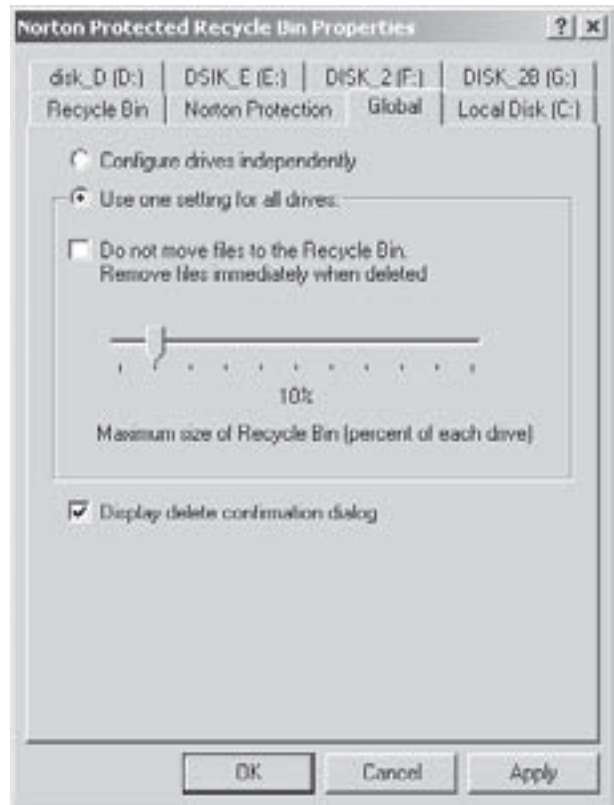 Norton Protected Recycle Bin Properties
disk_D (D:) DSIK_E (E:) DISK_2 (F:) DISK_2B (G:)
Recycle Bin Norton Protection Global Local Disk (C:)
Configure drives independently
Use one setting for all drives:
Do not move files to the Recycle Bin.
Remove files immediately when deleted
10%
Maximum size of Recycle Bin (percent of each drive)
Display delete confirmation dialog
OK Cancel Apply